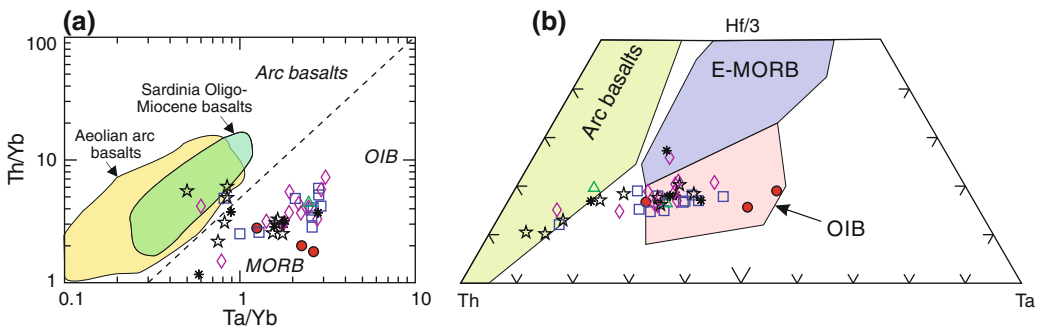 (a)
100
10
1
Th/Yb
Arc basalts
Sardinia Oligo-
Miocene basalts
Aeolian arc
basalts
OIB
MORB
0.1
1
10
Ta/Yb
(b)
Hf/3
Arc basalts
E-MORB
OIB
Th
Ta